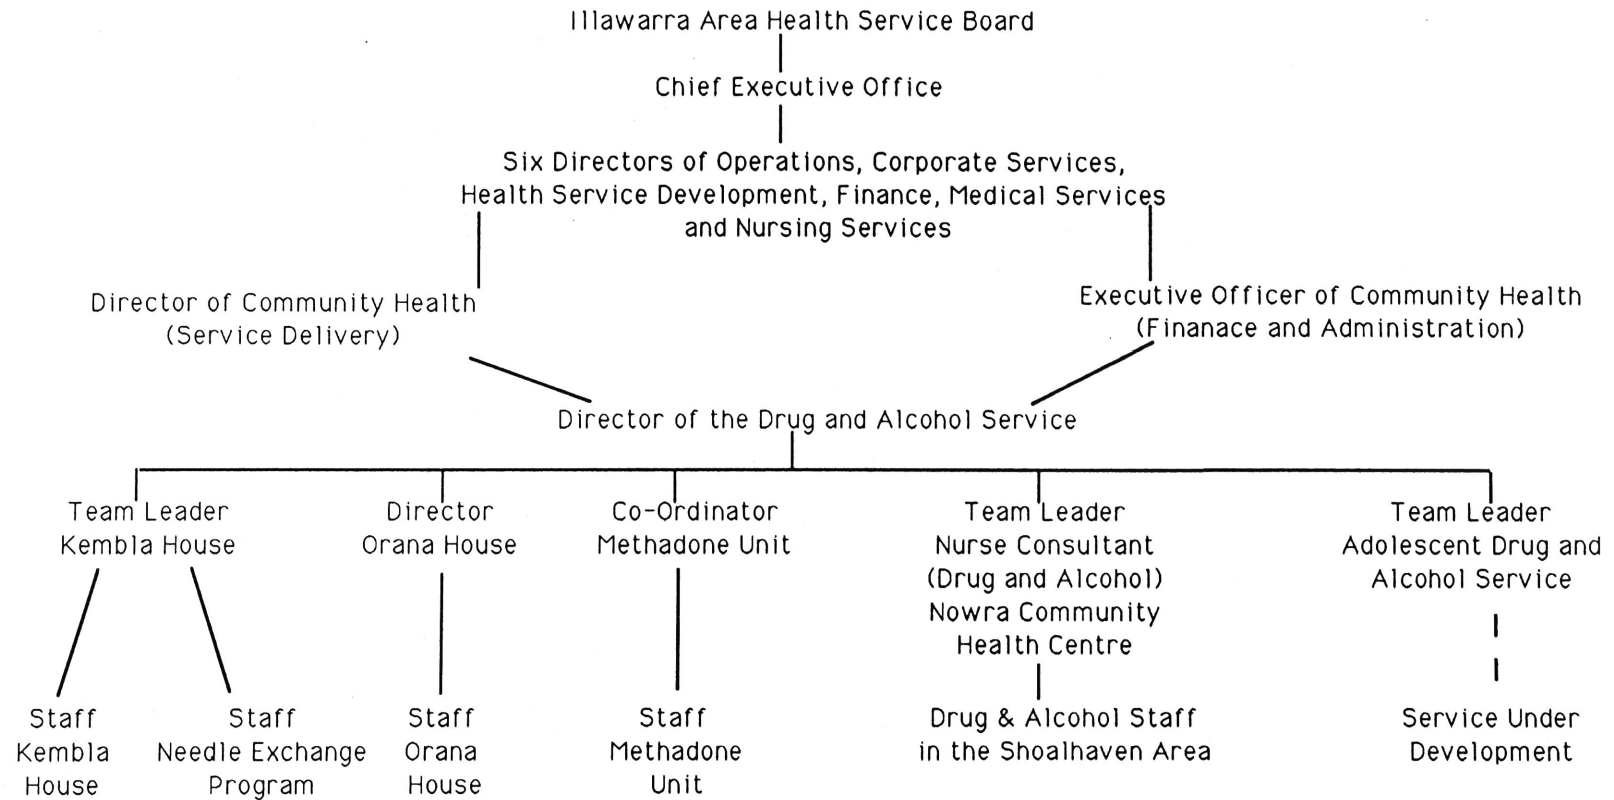 Illawarra Area Health Service Board
Chief Executive Office
Six Directors of Operations, Corporate Services,
Health Service Development, Finance, Medical Services
and Nursing Services
Director of Community Health
(Service Delivery)
Executive Officer of Community Health
(Finanace and Administration)
Director of the Drug and Alcohol Service
Team Leader
Kembla House
Director
Orana House
Co-Ordinator
Methadone Unit
Team Leader
Nurse Consultant
(Drug and Alcohol)
Nowra Community
Health Centre
Team Leader
Adolescent Drug and
Alcohol Service
Staff
Kembla
House
Staff
Needle Exchange
Program
Staff
Orana
House
Staff
Methadone
Unit
Drug & Alcohol Staff
in the Shoalhaven Area
Service Under
Development